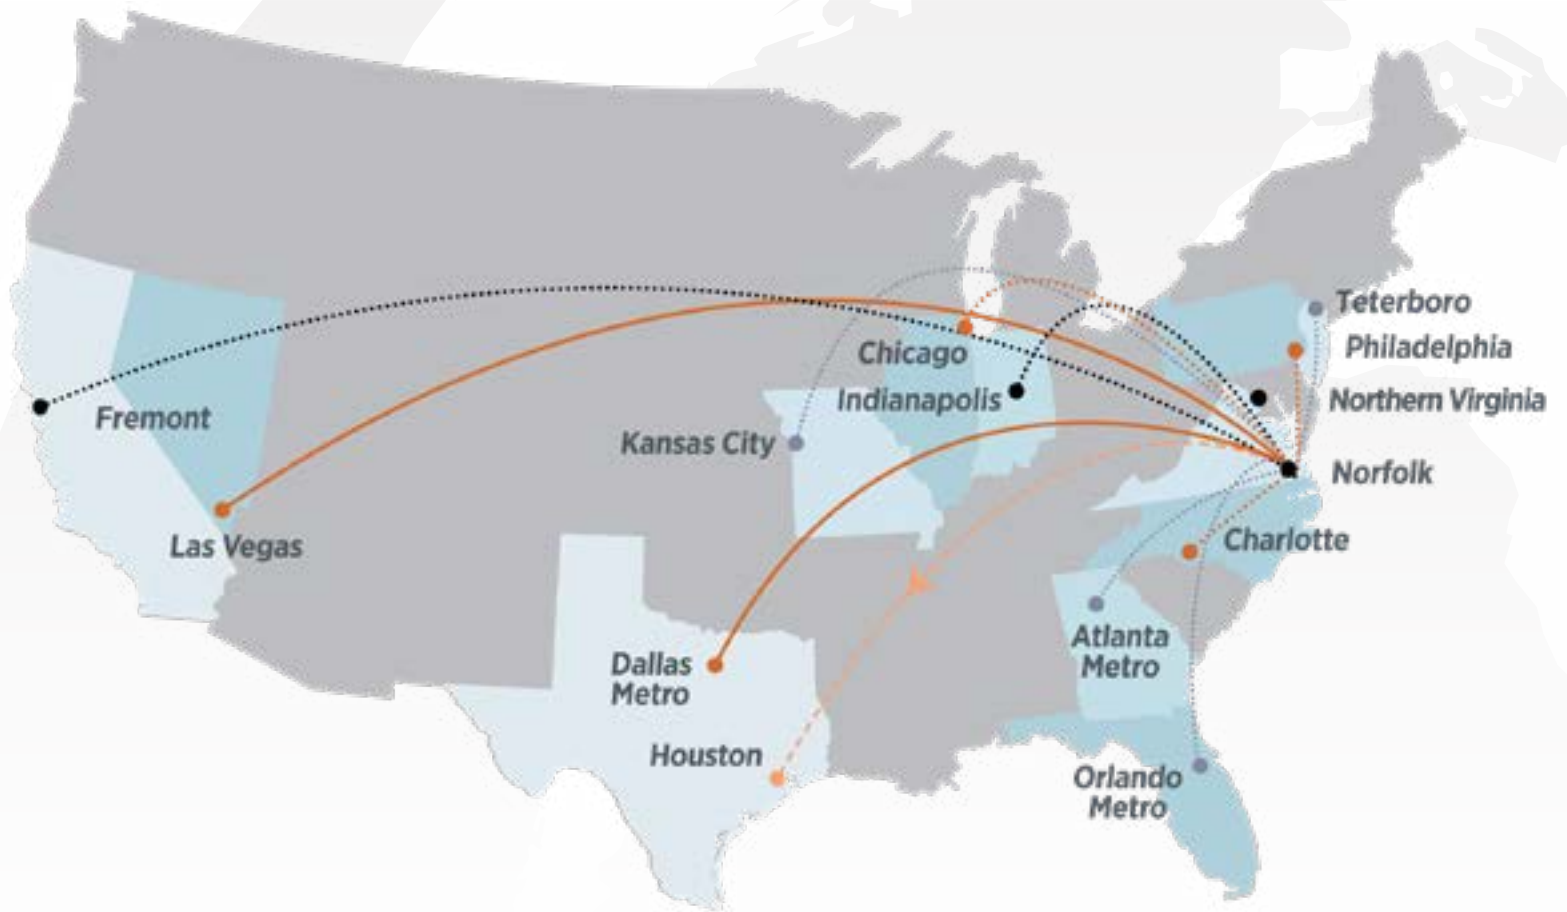 Teterboro
Philadelphia
Chicago
Indianapolis
Northern Virginia
Fremont
Kansas City
Norfolk
Las Vegas
Charlotte
Atlanta
Metro
Dallas
Metro
Houston
Orlando
Metro